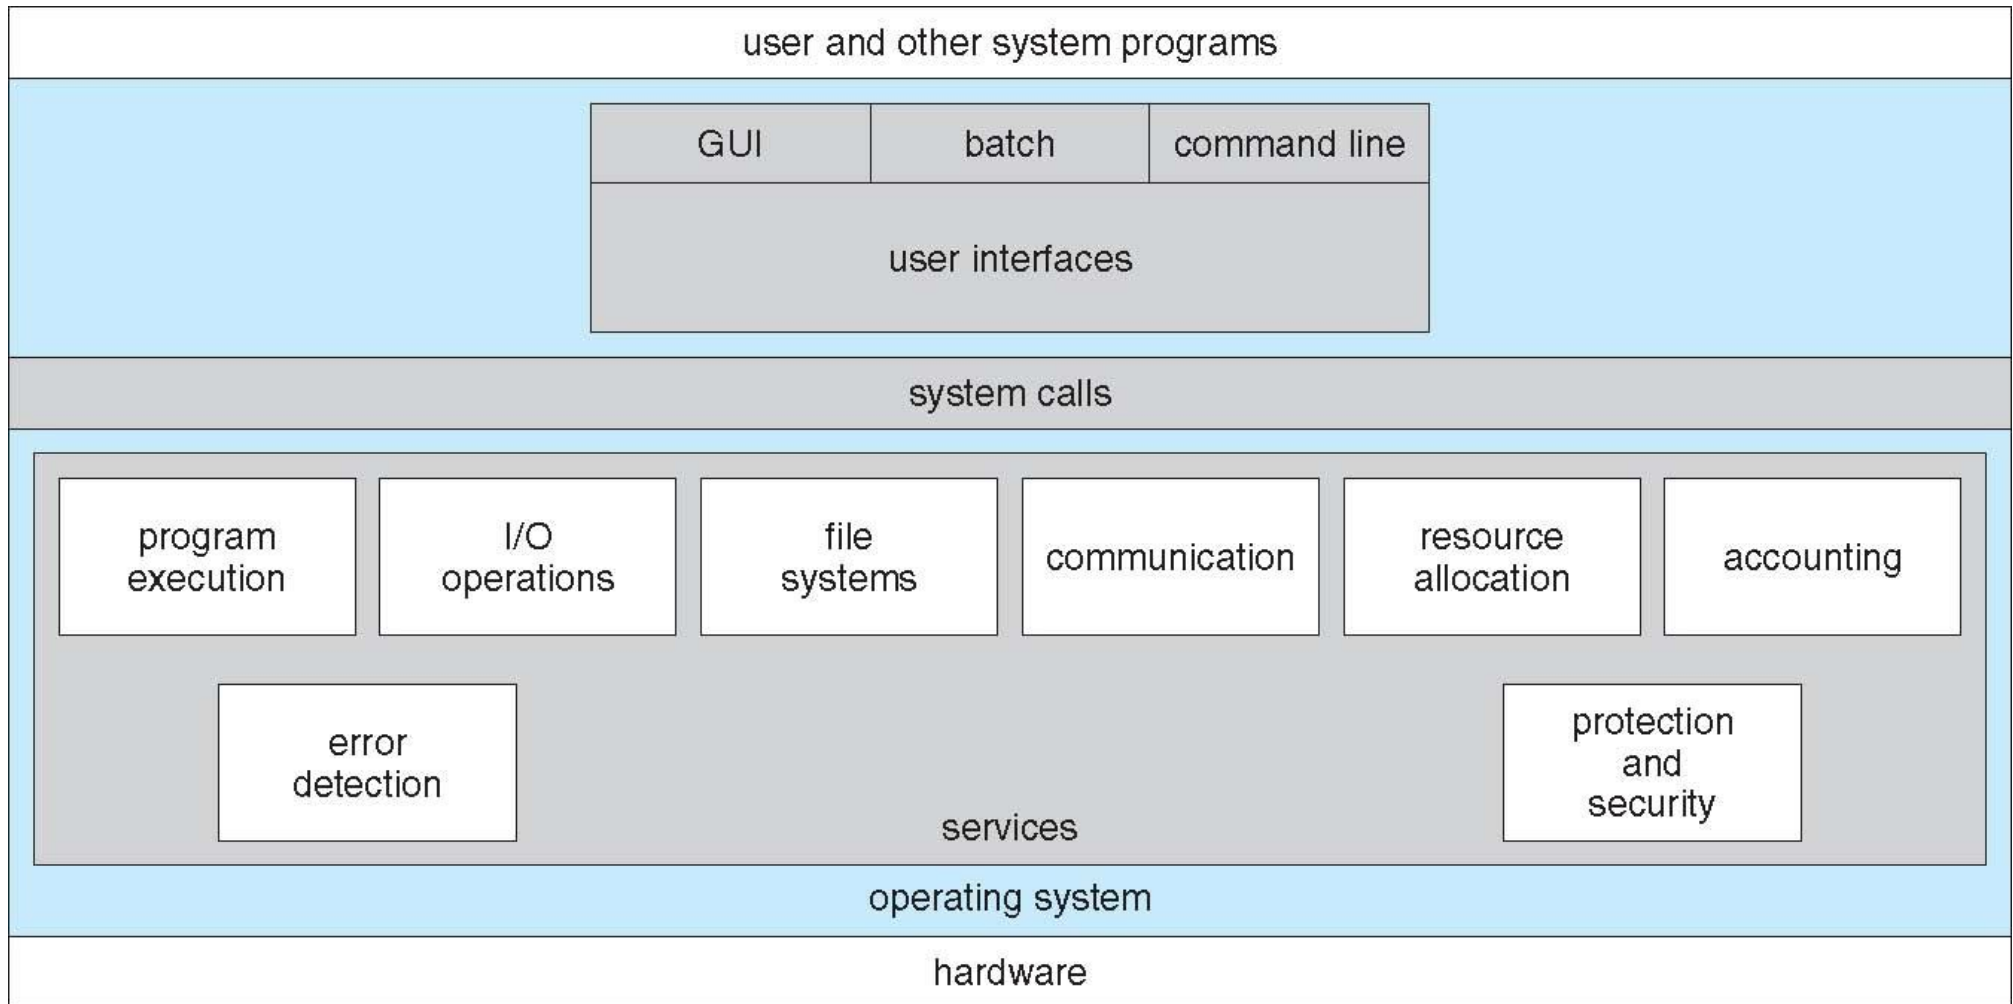 user and other system programs
GUI
batch
command line
user interfaces
system calls
program
execution
I/O
operations
file
systems
communication
resource
allocation
accounting
error
detection
protection
and
security
services
operating system
hardware